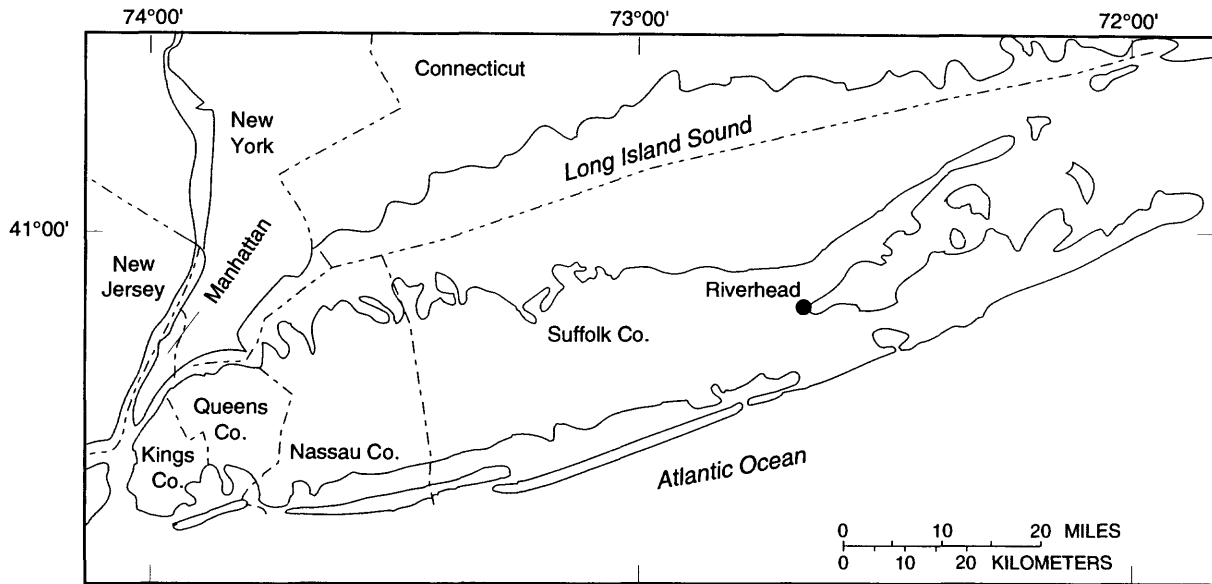 74°00'
73°00'
72°00'
Connecticut
New
York
Long Island Sound
41°00'
Manhattan
New
Jersey
Riverhead
Suffolk Co.
Queens
Co.
Nassau Co.
Kings
Co.
Atlantic Ocean
0 10 20 MILES
0 10 20 KILOMETERS